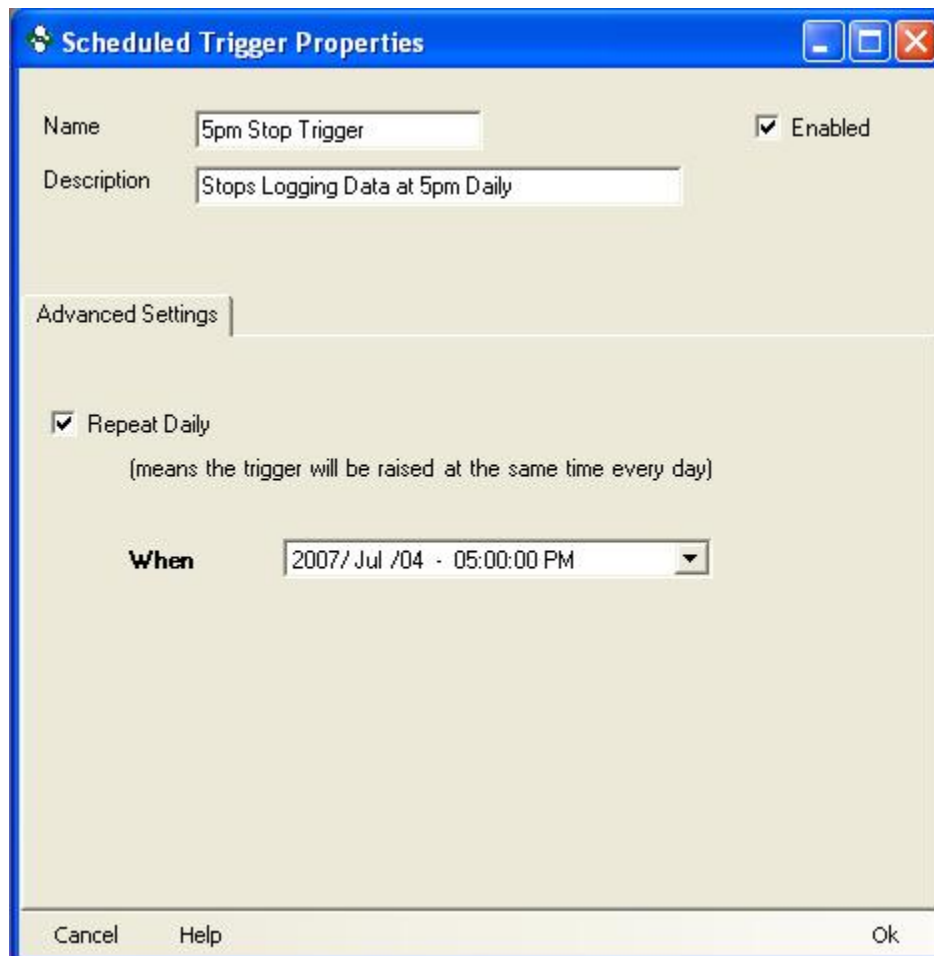 Scheduled Trigger Properties
Name 5pm Stop Trigger Enabled
Description Stops Logging Data at 5pm Daily
Advanced Settings
Repeat Daily
(means the trigger will be raised at the same time every day)
When 2007/ Jul /04 - 05:00:00 PM
Cancel Help Ok